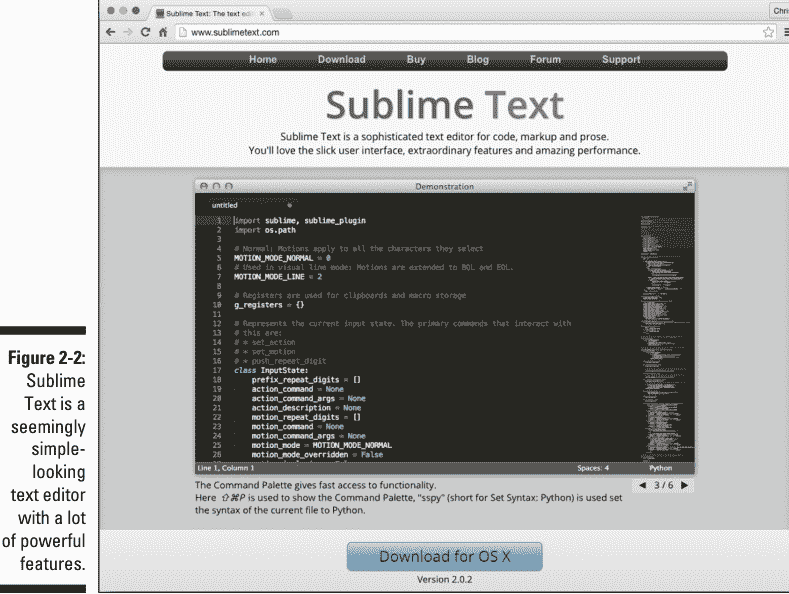 Sublime Text: The text edi
Chri
www.sublimetext.com
Home Download Buy Blog Forum Support
Sublime Text
Sublime Text is a sophisticated text editor for code, markup and prose.
You'll love the slick user interface, extraordinary features and amazing performance.
Demonstration
untitled
1 import sublime, sublime_plugin
2 import os.path
3
4 # Normal: Motions apply to all the characters they select
5 MOTION_MODE_NORMAL = 0
6 # Used in visual line mode: Motions are extended to BOL and EOL.
7 MOTION_MODE_LINE = 2
8
9 # Registers are used for clipboards and macro storage
10 g_registers = {}
11
12 # Represents the current input state. The primary commands that interact with
13 # this are:
14 # * set_action
15 # * set_motion
16 # * push_repeat_digit
17 class InputState:
18 prefix_repeat_digits = []
19 action_command = None
20 action_command_args = None
21 action_description = None
22 motion_repeat_digits = []
23 motion_command = None
24 motion_command_args = None
25 motion_mode = MOTION_MODE_NORMAL
26 motion_mode_overridden = False
Line 1, Column 1 Spaces: 4 Python
The Command Palette gives fast access to functionality.
◀ 3 / 6 ▶
Here ⇧⌘P is used to show the Command Palette, "sspy" (short for Set Syntax: Python) is used set
the syntax of the current file to Python.
Download for OS X
Version 2.0.2
Figure 2-2:
Sublime
Text is a
seemingly
simple-
looking
text editor
with a lot
of powerful
features.